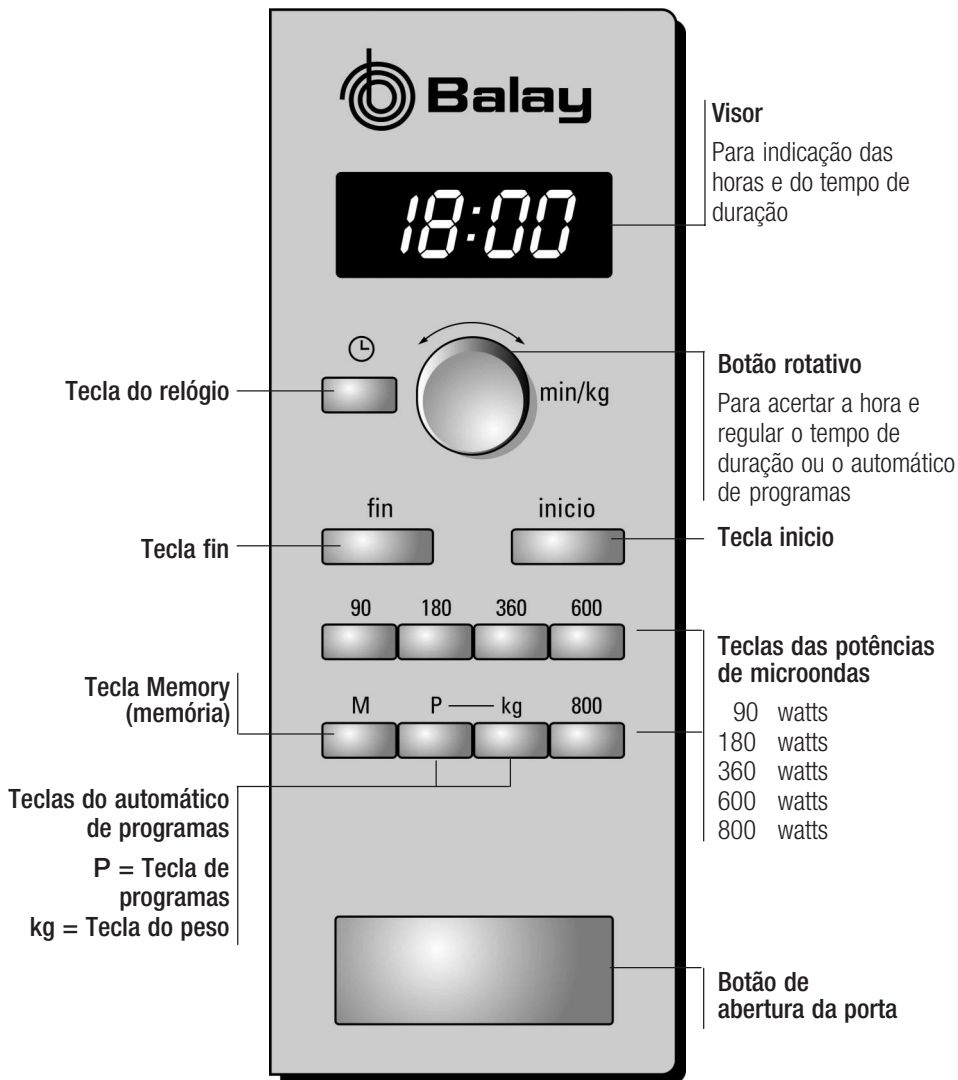 Balay
18:00
Visor
Para indicação das
horas e do tempo de
duração
Tecla do relógio
min/kg
Botão rotativo
Para acertar a hora e
regular o tempo de
duração ou o automático
de programas
fin
inicio
Tecla fin
Tecla inicio
90 180 360 600
Teclas das potências
de microondas
90 watts
180 watts
360 watts
600 watts
800 watts
Tecla Memory
(memória)
M P kg 800
Teclas do automático
de programas
P = Tecla de
programas
kg = Tecla do peso
Botão de
abertura da porta